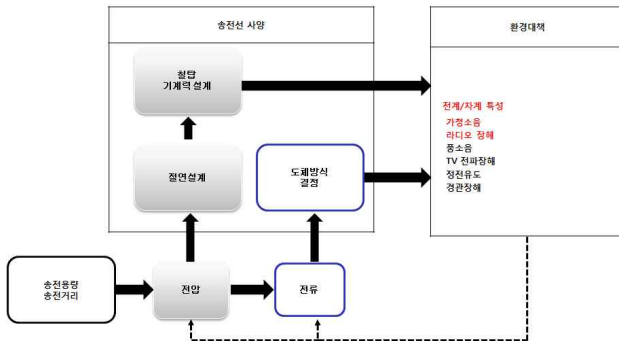 송전선 사양
환경대책
철탑
기계력 설계
절연설계
도체방식
결정
전계/자계 특성
가청소음
라디오 장해
풍소음
TV 전파장해
정전유도
경관장해
송전용량
송전거리
전압
전류